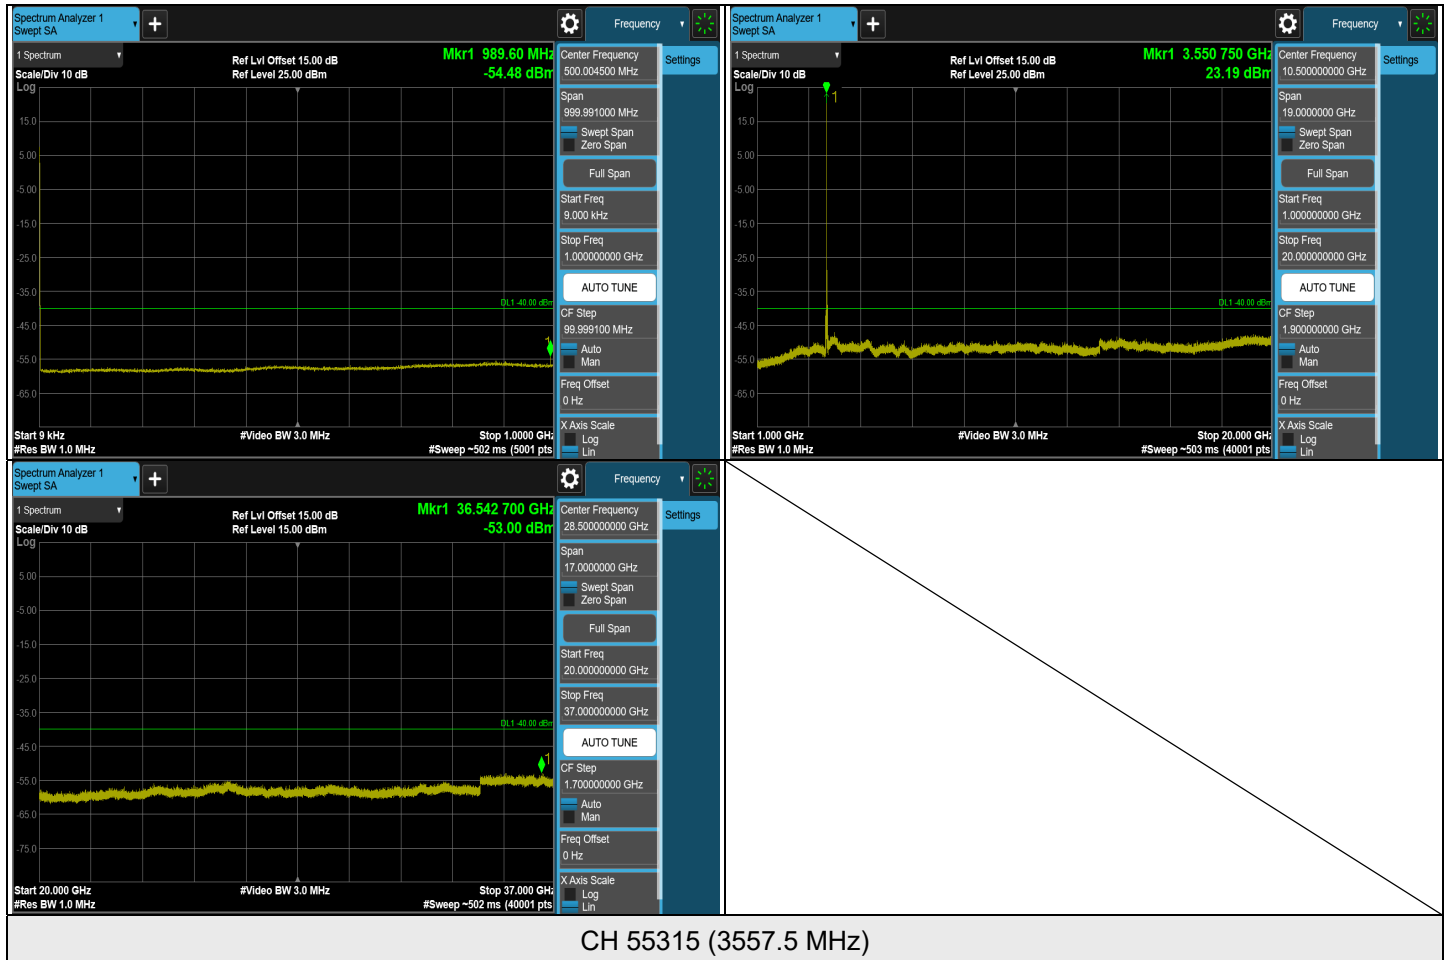 Spectrum Analyzer 1
Swept SA
+
Frequency
1 Spectrum
Scale/Div 10 dB
Log
Ref Lvl Offset 15.00 dB
Ref Level 25.00 dBm
Mkr1 989.60 MHz
-54.48 dBm
15.0
5.00
-5.00
-15.0
-25.0
-35.0
-45.0
-55.0
-65.0
DL1 -40.00 dBm
1
Start 9 kHz
#Res BW 1.0 MHz
#Video BW 3.0 MHz
Stop 1.0000 GHz
#Sweep ~502 ms (5001 pts
Center Frequency
500.004500 MHz
Span
999.991000 MHz
Swept Span
Zero Span
Full Span
Start Freq
9.000 kHz
Stop Freq
1.000000000 GHz
AUTO TUNE
CF Step
99.999100 MHz
Auto
Man
Freq Offset
0 Hz
X Axis Scale
Log
Lin
Settings
Spectrum Analyzer 1
Swept SA
+
Frequency
1 Spectrum
Scale/Div 10 dB
Log
Ref Lvl Offset 15.00 dB
Ref Level 25.00 dBm
Mkr1 3.550 750 GHz
23.19 dBm
1
15.0
5.00
-5.00
-15.0
-25.0
-35.0
-45.0
-55.0
-65.0
DL1 -40.00 dBm
Start 1.000 GHz
#Res BW 1.0 MHz
#Video BW 3.0 MHz
Stop 20.000 GHz
#Sweep ~503 ms (40001 pts
Center Frequency
10.500000000 GHz
Span
19.0000000 GHz
Swept Span
Zero Span
Full Span
Start Freq
1.000000000 GHz
Stop Freq
20.000000000 GHz
AUTO TUNE
CF Step
1.900000000 GHz
Auto
Man
Freq Offset
0 Hz
X Axis Scale
Log
Lin
Settings
Spectrum Analyzer 1
Swept SA
+
Frequency
1 Spectrum
Scale/Div 10 dB
Log
Ref Lvl Offset 15.00 dB
Ref Level 15.00 dBm
Mkr1 36.542 700 GHz
-53.00 dBm
5.00
-5.00
-15.0
-25.0
-35.0
-45.0
-55.0
-65.0
-75.0
DL1 -40.00 dBm
1
Start 20.000 GHz
#Res BW 1.0 MHz
#Video BW 3.0 MHz
Stop 37.000 GHz
#Sweep ~502 ms (40001 pts
Center Frequency
28.500000000 GHz
Span
17.0000000 GHz
Swept Span
Zero Span
Full Span
Start Freq
20.000000000 GHz
Stop Freq
37.000000000 GHz
AUTO TUNE
CF Step
1.700000000 GHz
Auto
Man
Freq Offset
0 Hz
X Axis Scale
Log
Lin
Settings
CH 55315 (3557.5 MHz)